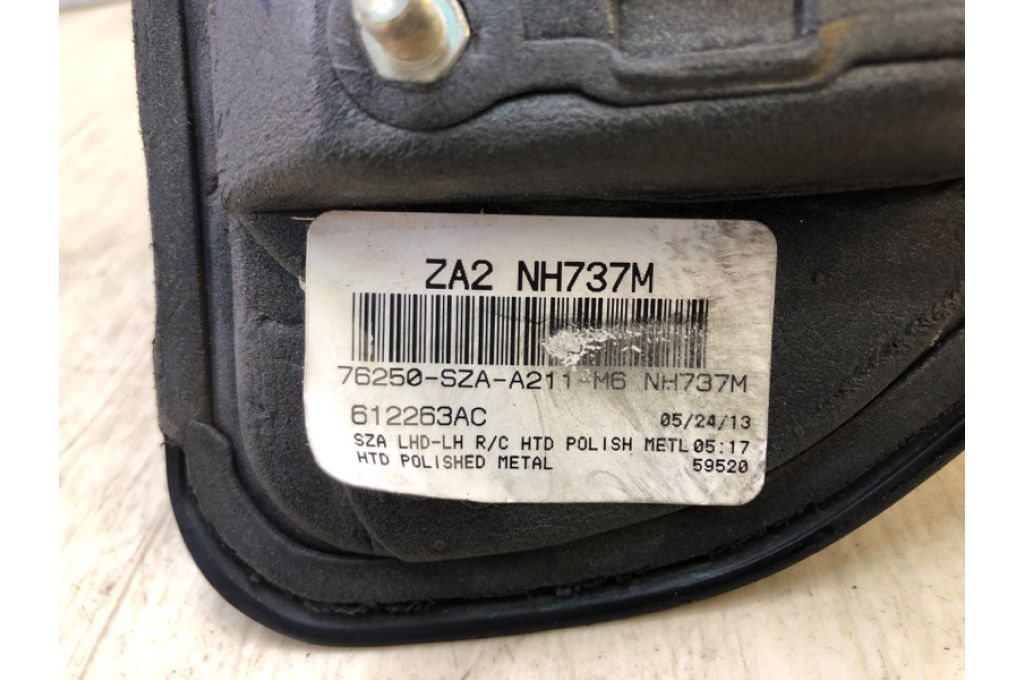 ZA2 NH737M
76250-SZA-A211-M6 NH737M
612263AC 05/24/13
SZA LHD-LH R/C HTD POLISH METL 05:17
HTD POLISHED METAL 59520